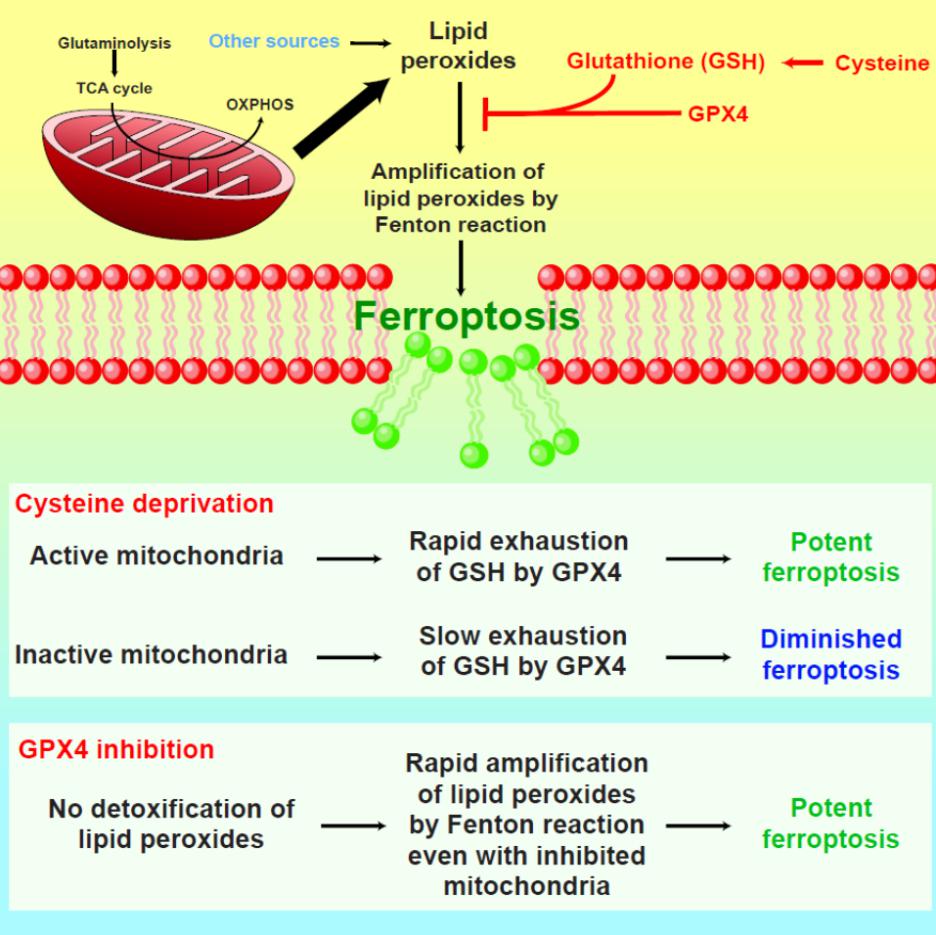 Glutaminolysis
TCA cycle
OXPHOS
Other sources
Lipid
peroxides
Glutathione (GSH)
Cysteine
GPX4
Amplification of
lipid peroxides by
Fenton reaction
Ferroptosis
Cysteine deprivation
Active mitochondria
Rapid exhaustion
of GSH by GPX4
Potent
ferroptosis
Inactive mitochondria
Slow exhaustion
of GSH by GPX4
Diminished
ferroptosis
GPX4 inhibition
No detoxification of
lipid peroxides
Rapid amplification
of lipid peroxides
by Fenton reaction
even with inhibited
mitochondria
Potent
ferroptosis